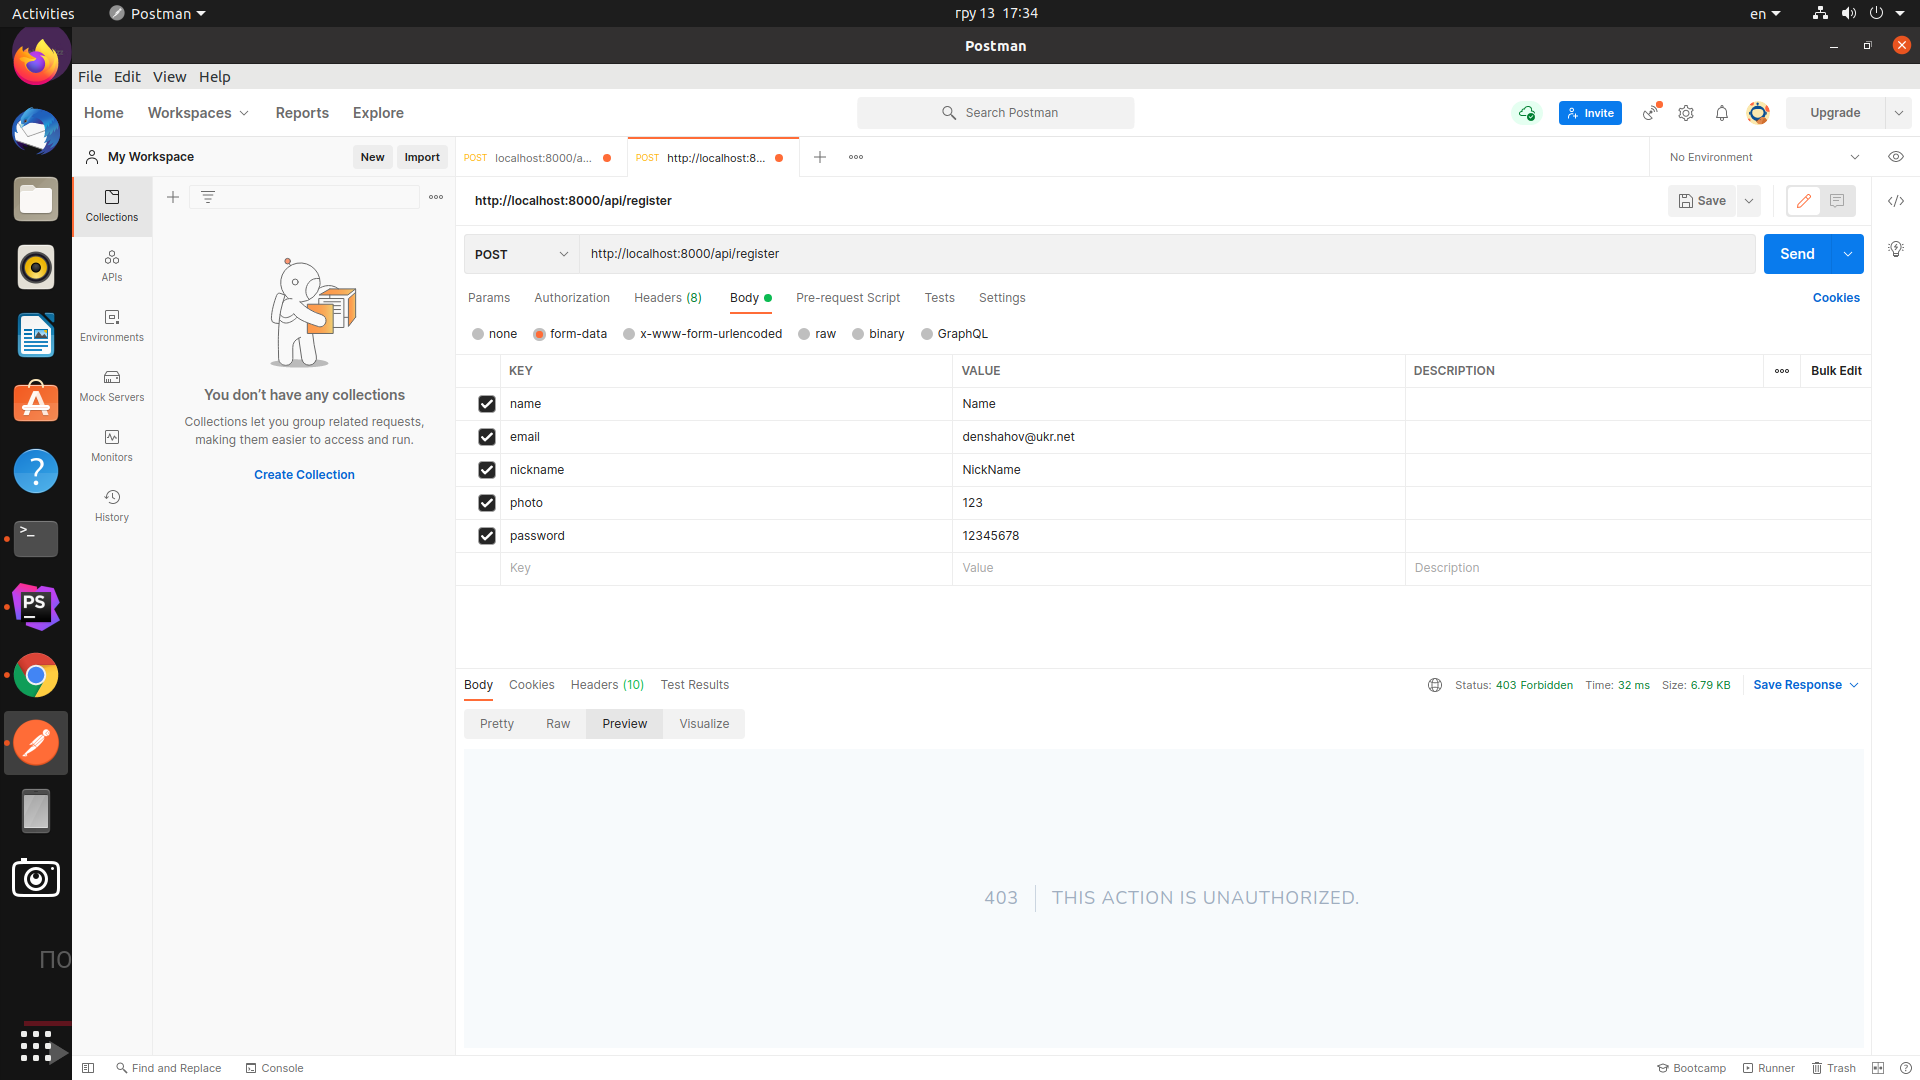 Activities
Postman
гру 13 17:34
en
Postman
File Edit View Help
Home Workspaces Reports Explore
Search Postman
Invite
Upgrade
My Workspace
New
Import
POST localhost:8000/a...
POST http://localhost:8...
No Environment
Collections
APIs
Environments
Mock Servers
Monitors
History
You don’t have any collections
Collections let you group related requests,
making them easier to access and run.
Create Collection
http://localhost:8000/api/register
Save
POST http://localhost:8000/api/register
Send
Params Authorization Headers (8) Body Pre-request Script Tests Settings
Cookies
none form-data x-www-form-urlencoded raw binary GraphQL
KEY VALUE DESCRIPTION
Bulk Edit
name Name
email denshahov@ukr.net
nickname NickName
photo 123
password 12345678
Key Value Description
Body Cookies Headers (10) Test Results
Status: 403 Forbidden Time: 32 ms Size: 6.79 KB
Save Response
Pretty Raw Preview Visualize
403 THIS ACTION IS UNAUTHORIZED.
PS
>_
ПО
Find and Replace
Console
Bootcamp
Runner
Trash